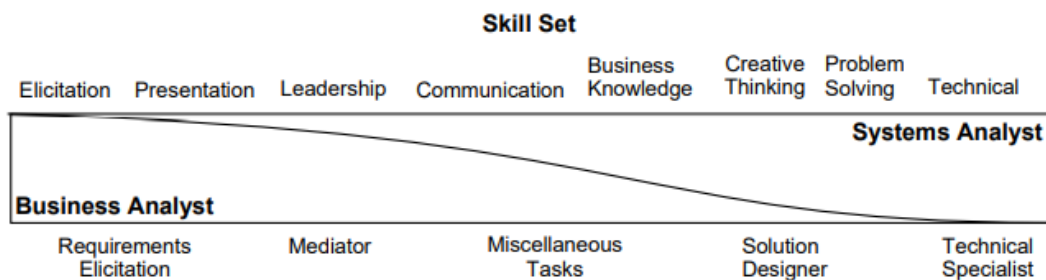 Skill Set
Elicitation Presentation Leadership Communication Business Knowledge Creative Thinking Problem Solving Technical
Systems Analyst
Business Analyst
Requirements Elicitation Mediator Miscellaneous Tasks Solution Designer Technical Specialist